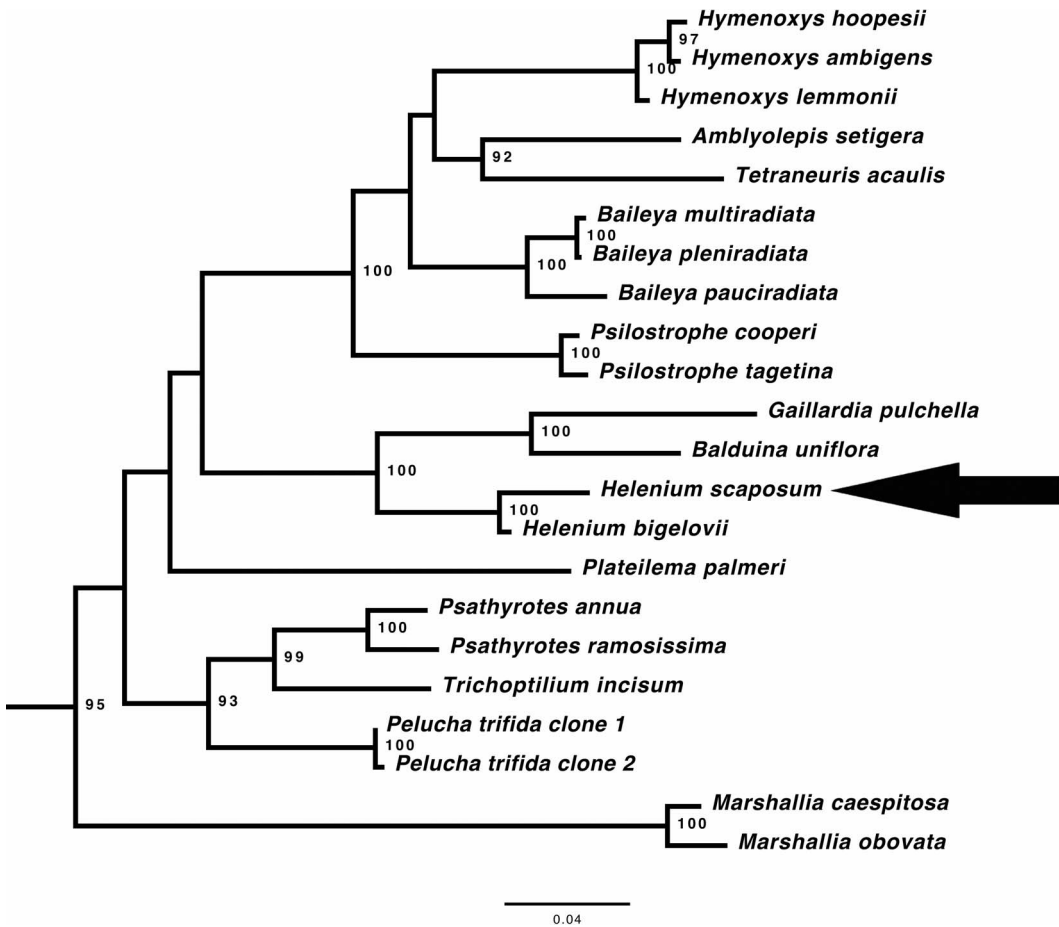 Hymenoxys hoopesii
97
Hymenoxys ambigens
100
Hymenoxys lemmonii
Amblyolepis setigera
92
Tetraneuris acaulis
Baileya multiradiata
100
Baileya pleniradiata
100
100
Baileya pauciradiata
Psilostrophe cooperi
100
Psilostrophe tagetina
Gaillardia pulchella
100
Balduina uniflora
100
Helenium scaposum
100
Helenium bigelovii
Plateilema palmeri
Psathyrotes annua
100
Psathyrotes ramosissima
99
Trichoptilium incisum
93
95
Pelucha trifida clone 1
100
Pelucha trifida clone 2
Marshallia caespitosa
100
Marshallia obovata
0.04